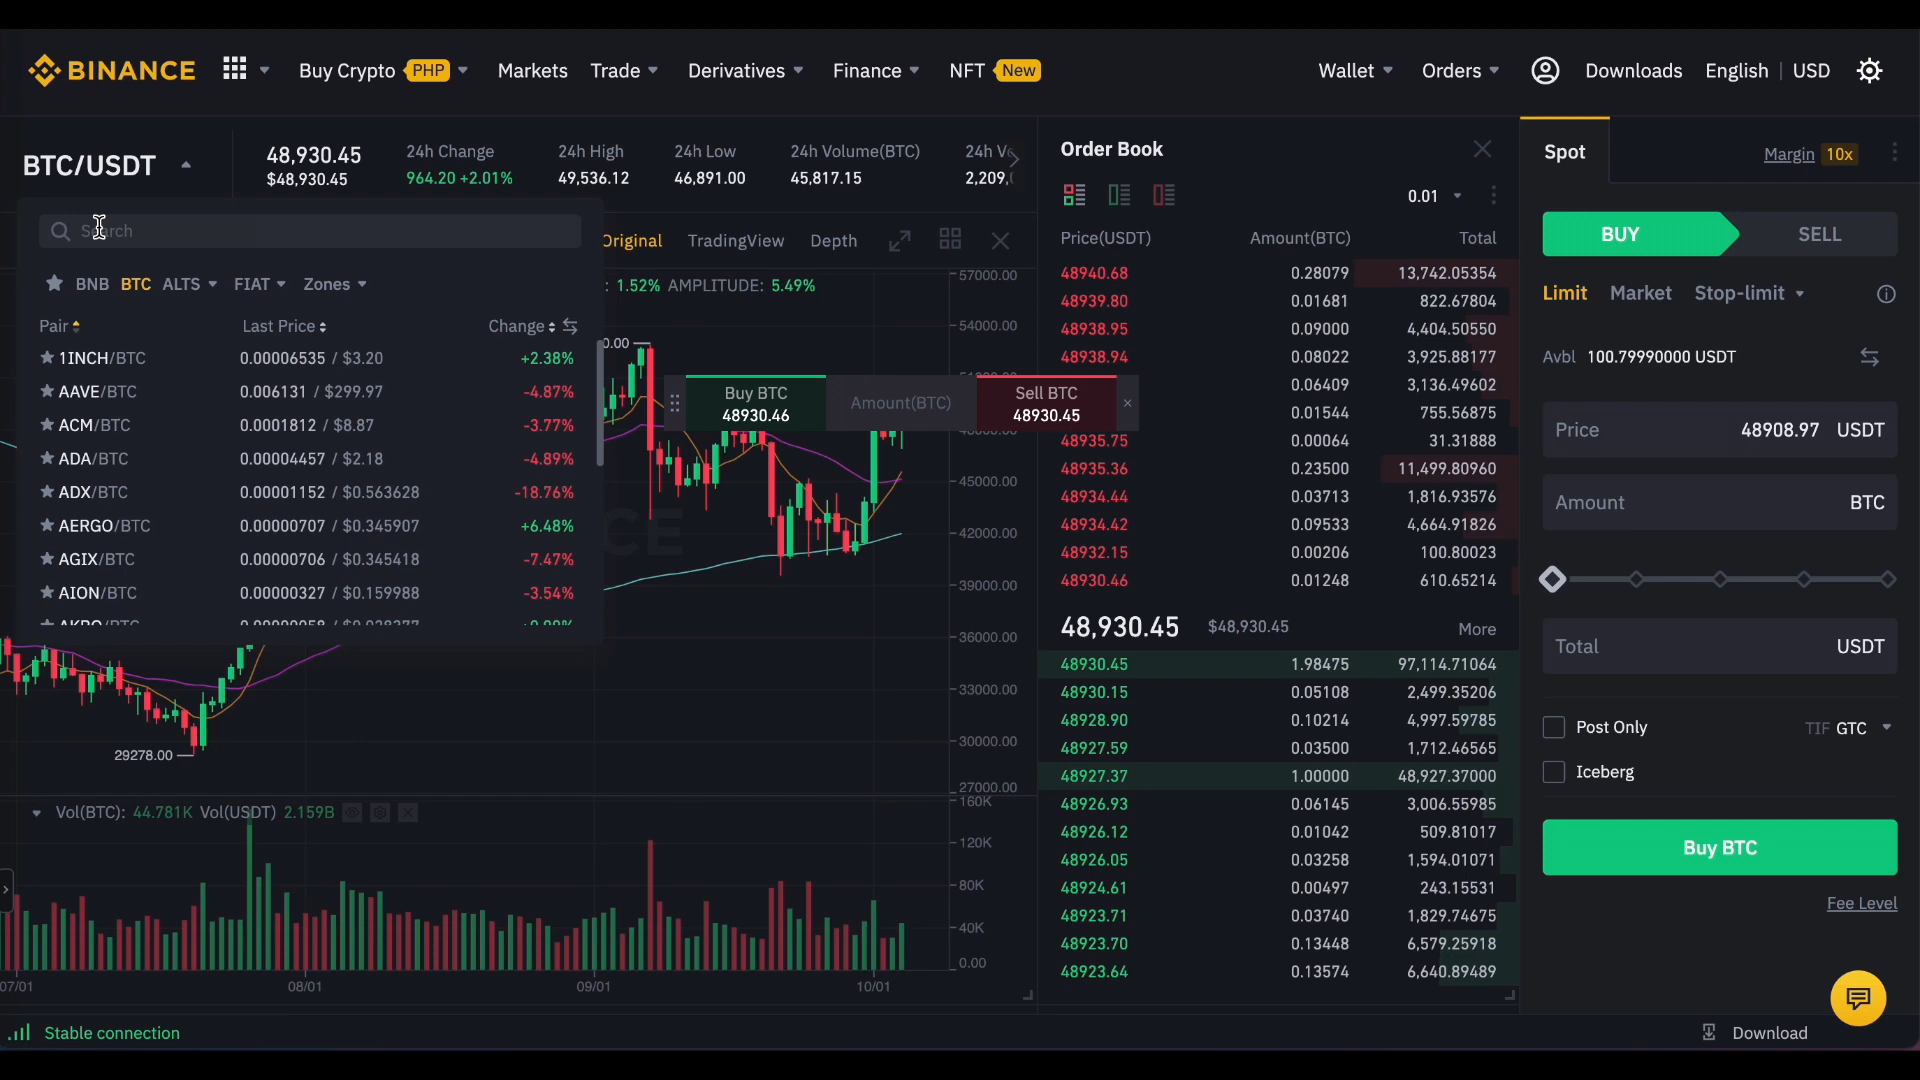 BINANCE Buy Crypto PHP Markets Trade Derivatives Finance NFT New Wallet Orders Downloads English | USD
BTC/USDT
48,930.45
$48,930.45
24h Change
964.20 +2.01%
24h High
49,536.12
24h Low
46,891.00
24h Volume(BTC)
45,817.15
24h Vo
2,209,(
Search
BNB BTC ALTS FIAT Zones
Pair Last Price Change
1INCH/BTC 0.00006535 / $3.20 +2.38%
AAVE/BTC 0.006131 / $299.97 -4.87%
ACM/BTC 0.0001812 / $8.87 -3.77%
ADA/BTC 0.00004457 / $2.18 -4.89%
ADX/BTC 0.00001152 / $0.563628 -18.76%
AERGO/BTC 0.00000707 / $0.345907 +6.48%
AGIX/BTC 0.00000706 / $0.345418 -7.47%
AION/BTC 0.00000327 / $0.159988 -3.54%
Original TradingView Depth
: 1.52% AMPLITUDE: 5.49%
57000.00
54000.00
0.00
Buy BTC
48930.46
Amount(BTC)
Sell BTC
48930.45
45000.00
42000.00
39000.00
36000.00
33000.00
30000.00
27000.00
29278.00
Vol(BTC): 44.781K Vol(USDT) 2.159B
160K
120K
80K
40K
0.00
07/01 08/01 09/01 10/01
Order Book
0.01
Price(USDT) Amount(BTC) Total
48940.68 0.28079 13,742.05354
48939.80 0.01681 822.67804
48938.95 0.09000 4,404.50550
48938.94 0.08022 3,925.88177
0.06409 3,136.49602
0.01544 755.56875
48935.75 0.00064 31.31888
48935.36 0.23500 11,499.80960
48934.44 0.03713 1,816.93576
48934.42 0.09533 4,664.91826
48932.15 0.00206 100.80023
48930.46 0.01248 610.65214
48,930.45 $48,930.45 More
48930.45 1.98475 97,114.71064
48930.15 0.05108 2,499.35206
48928.90 0.10214 4,997.59785
48927.59 0.03500 1,712.46565
48927.37 1.00000 48,927.37000
48926.93 0.06145 3,006.55985
48926.12 0.01042 509.81017
48926.05 0.03258 1,594.01071
48924.61 0.00497 243.15531
48923.71 0.03740 1,829.74675
48923.70 0.13448 6,579.25918
48923.64 0.13574 6,640.89489
Spot Margin 10x
BUY SELL
Limit Market Stop-limit
Avbl 100.79990000 USDT
Price 48908.97 USDT
Amount BTC
Total USDT
Post Only TIF GTC
Iceberg
Buy BTC
Fee Level
Stable connection
Download